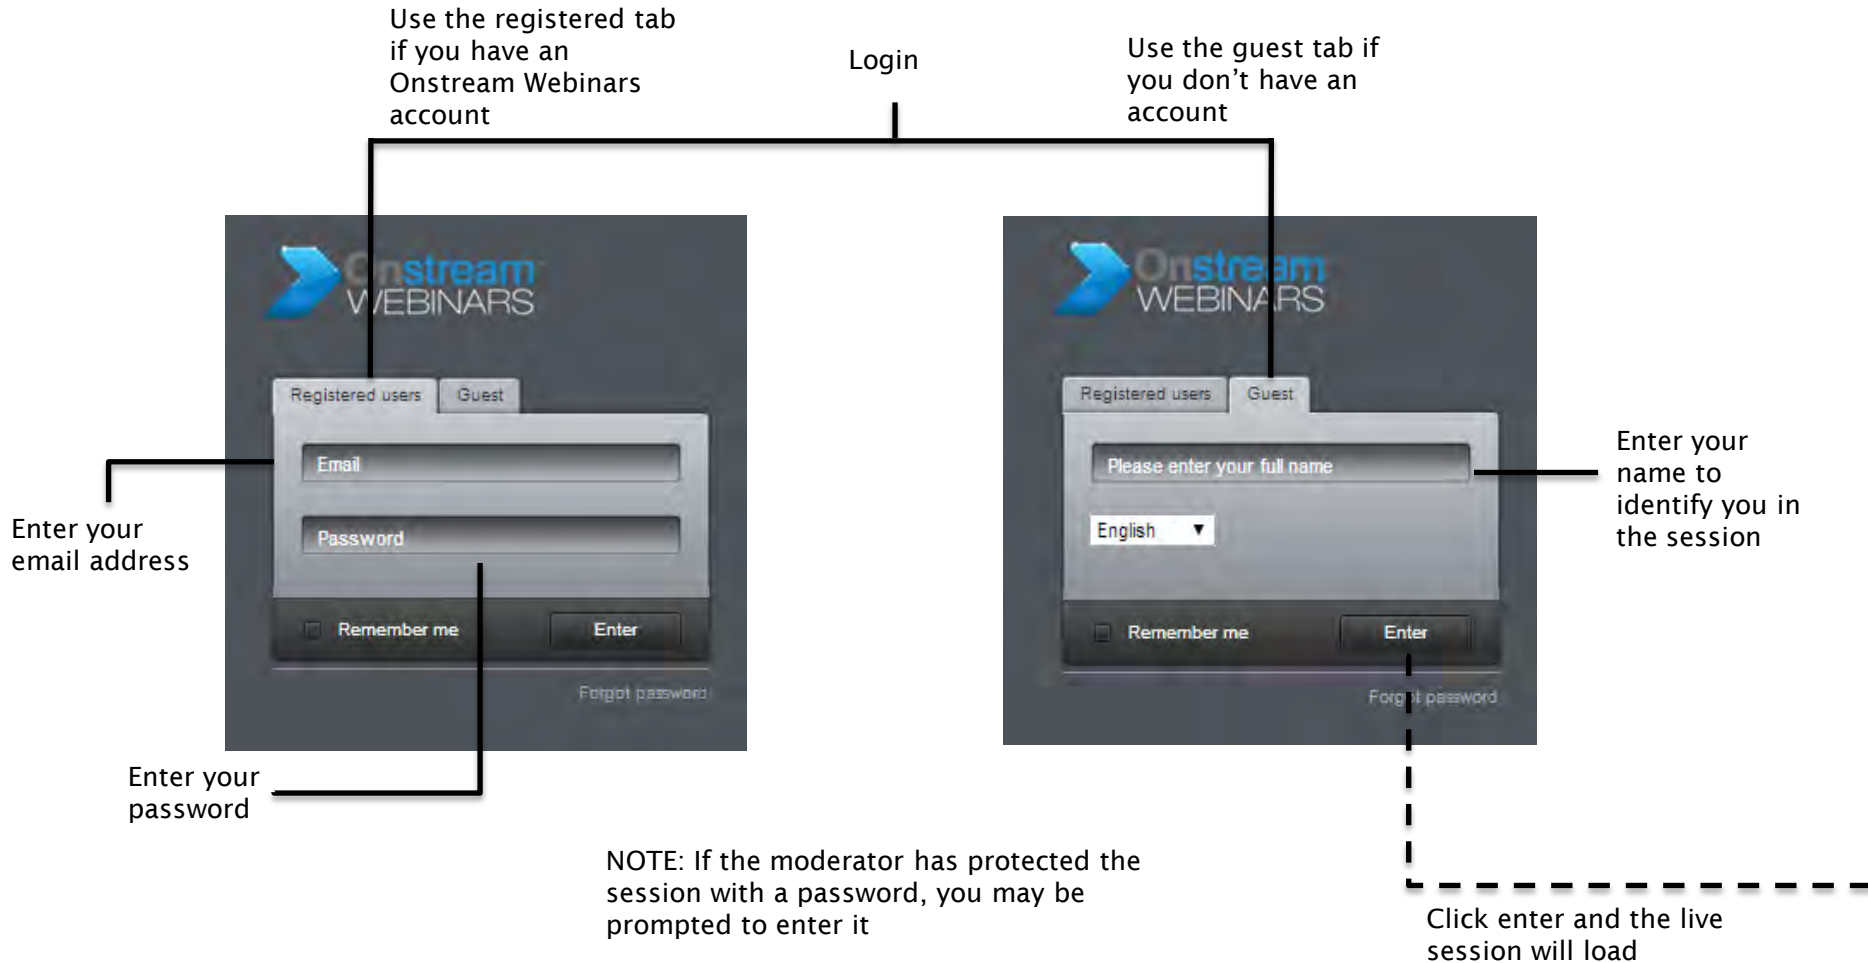 Use the registered tab
if you have an
Onstream Webinars
account
Login
Use the guest tab if
you don’t have an
account
Onstream
WEBINARS
Registered users
Guest
Email
Password
Remember me
Enter
Forgot password
Enter your
email address
Enter your
password
Onstream
WEBINARS
Registered users
Guest
Please enter your full name
English
Remember me
Enter
Forgot password
Enter your
name to
identify you in
the session
NOTE: If the moderator has protected the
session with a password, you may be
prompted to enter it
Click enter and the live
session will load